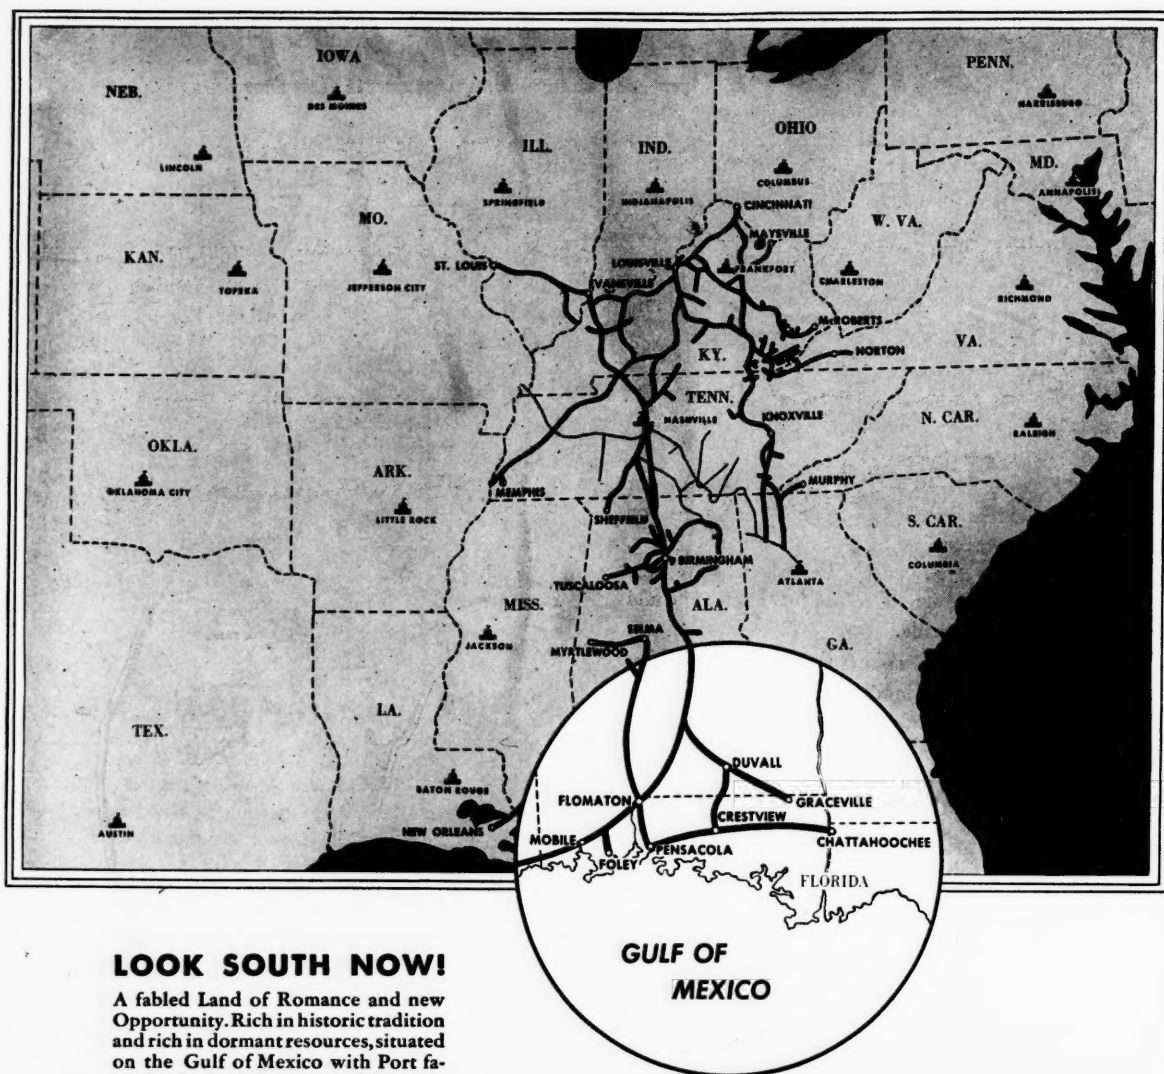 IOWA
PENN.
NEB.
DES MOINES
HARRISBURG
OHIO
ILL.
IND.
LINCOLN
COLUMBUS
MD.
SPRINGFIELD
INDIANAPOLIS
ANNAPOLIS
CINCINNATI
MO.
W. VA.
MAYSVILLE
KAN.
ST. LOUIS
LOUISVILLE
FRANKFORT
TOPEKA
JEFFERSON CITY
EVANSVILLE
CHARLESTON
RICHMOND
McROBERTS
VA.
KY.
NORTON
TENN.
NASHVILLE
KNOXVILLE
N. CAR.
RALEIGH
OKLA.
ARK.
OKLAHOMA CITY
MEMPHIS
MURPHY
LITTLE ROCK
SHEFFIELD
S. CAR.
BIRMINGHAM
COLUMBIA
TUSCALOOSA
ATLANTA
MISS.
ALA.
SELMA
JACKSON
MYRTLEWOOD
GA.
LA.
TEX.
DUVALL
BATON ROUGE
FLOMATON
GRACEVILLE
CRESTVIEW
AUSTIN
NEW ORLEANS
MOBILE
PENSACOLA
CHATTAHOOCHEE
FOLEY
FLORIDA
GULF OF
MEXICO
LOOK SOUTH NOW!
A fabled Land of Romance and new
Opportunity. Rich in historic tradition
and rich in dormant resources, situated
on the Gulf of Mexico with Port fa-